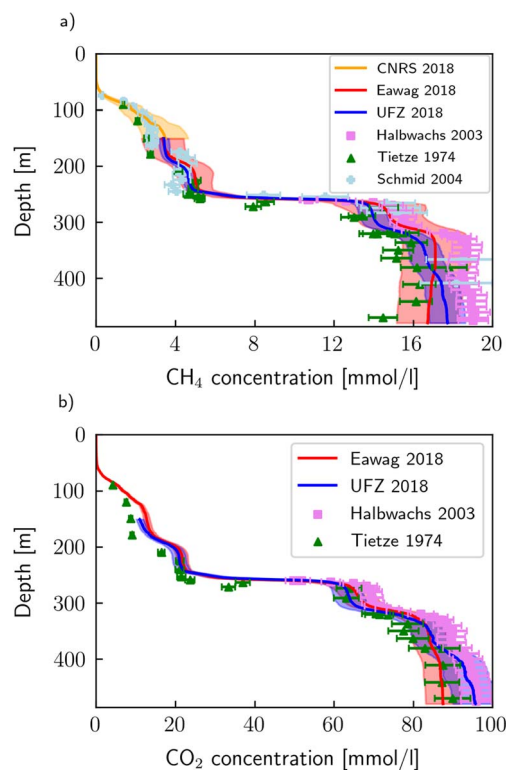 a)
0
100
200
300
400
Depth [m]
CNRS 2018
Eawag 2018
UFZ 2018
Halbwachs 2003
Tietze 1974
Schmid 2004
0 4 8 12 16 20
CH₄ concentration [mmol/l]
b)
0
100
200
300
400
Depth [m]
Eawag 2018
UFZ 2018
Halbwachs 2003
Tietze 1974
0 20 40 60 80 100
CO₂ concentration [mmol/l]